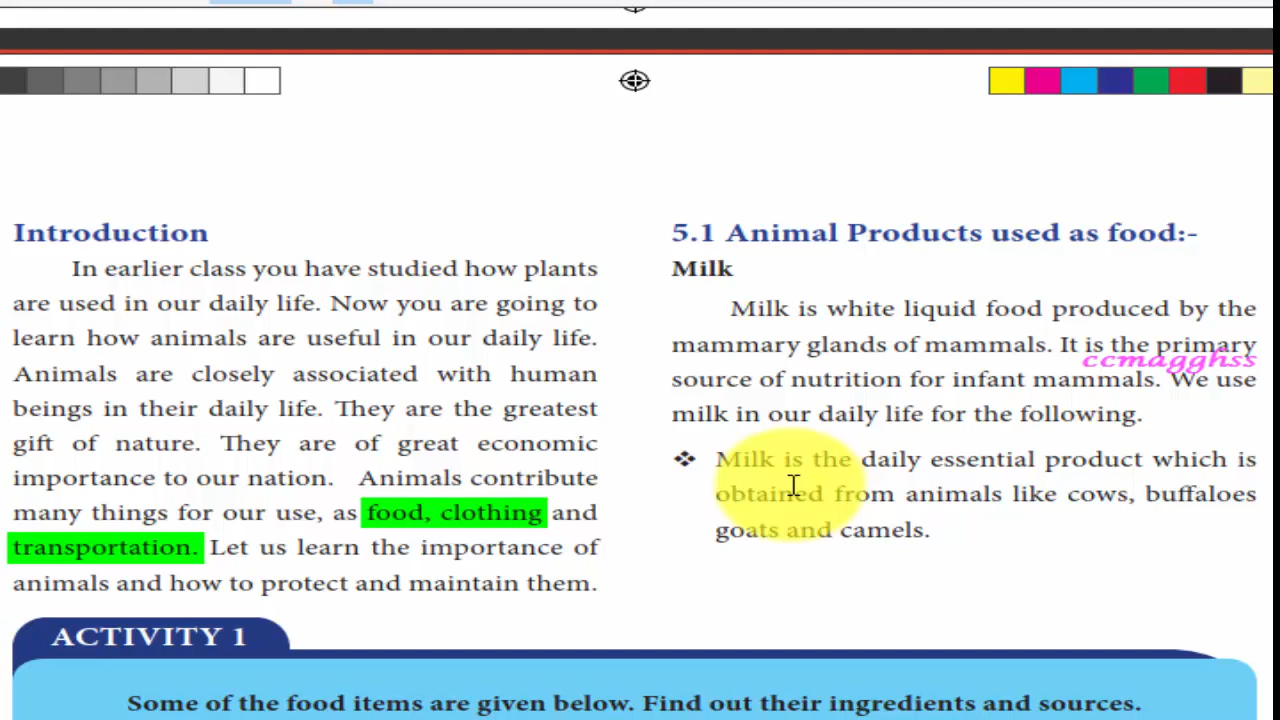 Introduction
In earlier class you have studied how plants
are used in our daily life. Now you are going to
learn how animals are useful in our daily life.
Animals are closely associated with human
beings in their daily life. They are the greatest
gift of nature. They are of great economic
importance to our nation. Animals contribute
many things for our use, as food, clothing and
transportation. Let us learn the importance of
animals and how to protect and maintain them.
5.1 Animal Products used as food:-
Milk
Milk is white liquid food produced by the
mammary glands of mammals. It is the primary
ccmagghss
source of nutrition for infant mammals. We use
milk in our daily life for the following.
❖ Milk is the daily essential product which is
obtained from animals like cows, buffaloes
goats and camels.
ACTIVITY 1
Some of the food items are given below. Find out their ingredients and sources.